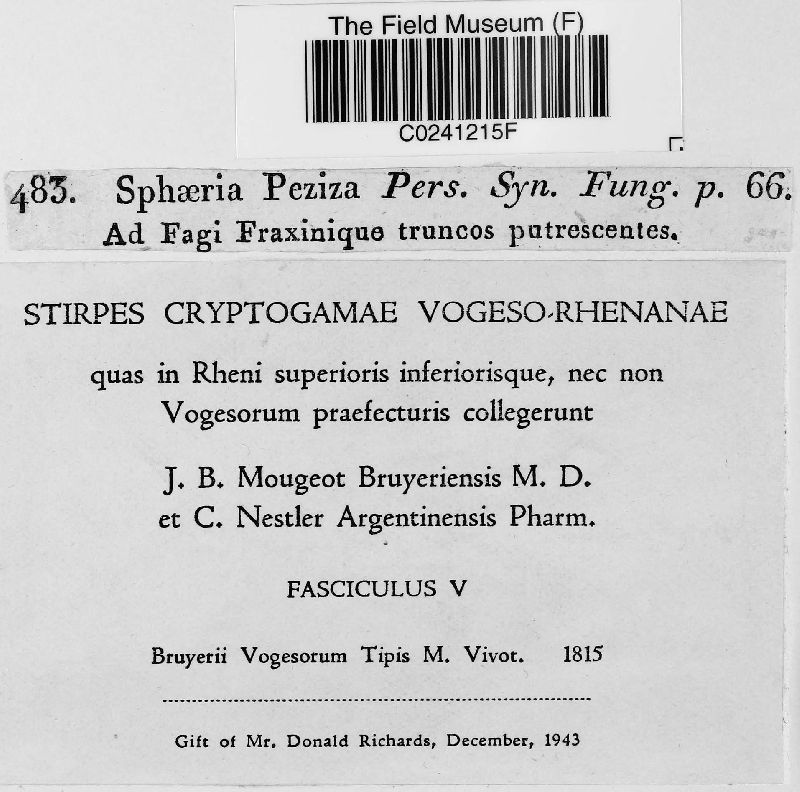 The Field Museum (F)
C0241215F
483. Sphæria Peziza Pers. Syn. Fung. p. 66.
Ad Fagi Fraxinique truncos putrescentes.
STIRPES CRYPTOGAMAE VOGESO-RHENANAE
quas in Rheni superioris inferiorisque, nec non
Vogesorum praefecturis collegerunt
J. B. Mougeot Bruyeriensis M. D.
et C. Nestler Argentinensis Pharm.
FASCICULUS V
Bruyerii Vogesorum Tipis M. Vivot. 1815
Gift of Mr. Donald Richards, December, 1943